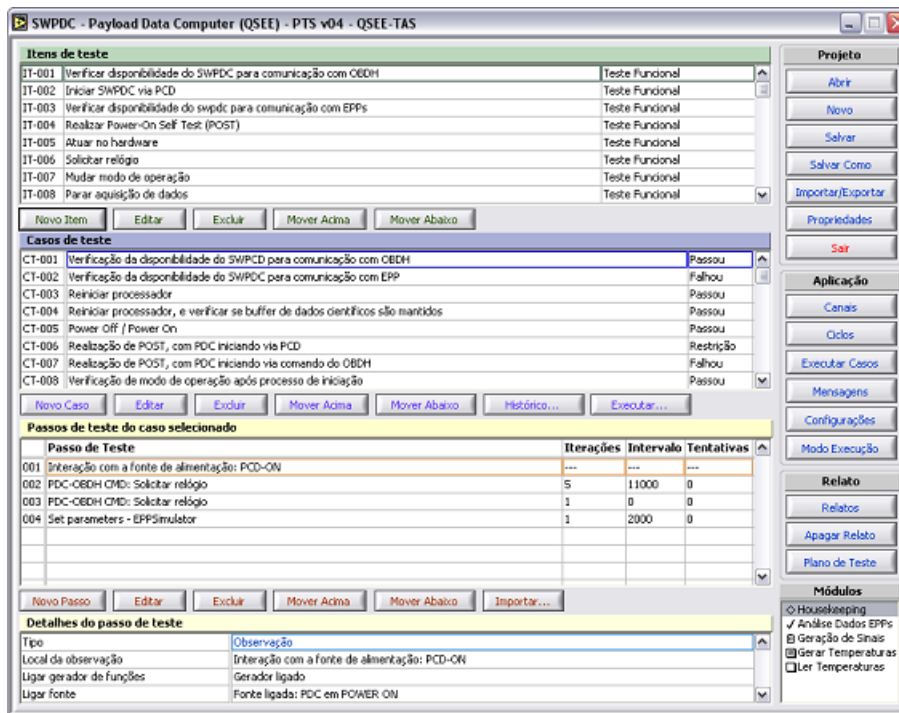 SWPDC - Payload Data Computer (QSEE) - PTS v04 - QSEE-TAS
Itens de teste
IT-001 Verificar disponibilidade do SWPDC para comunicação com OBDH Teste Funcional
IT-002 Iniciar SWPDC via PCD Teste Funcional
IT-003 Verificar disponibilidade do swpdc para comunicação com EPPs Teste Funcional
IT-004 Realizar Power-On Self Test (POST) Teste Funcional
IT-005 Atuar no hardware Teste Funcional
IT-006 Solicitar relógio Teste Funcional
IT-007 Mudar modo de operação Teste Funcional
IT-008 Parar aquisição de dados Teste Funcional
Novo Item Editar Excluir Mover Acima Mover Abaixo
Casos de teste
CT-001 Verificação da disponibilidade do SWPCD para comunicação com OBDH Passou
CT-002 Verificação da disponibilidade do SWPDC para comunicação com EPP Falhou
CT-003 Reiniciar processador Passou
CT-004 Reiniciar processador, e verificar se buffer de dados científicos são mantidos Passou
CT-005 Power Off / Power On Passou
CT-006 Realização de POST, com PDC iniciando via PCD Restrição
CT-007 Realização de POST, com PDC iniciando via comando do OBDH Falhou
CT-008 Verificação de modo de operação após processo de iniciação Passou
Novo Caso Editar Excluir Mover Acima Mover Abaixo Histórico... Executar...
Passos de teste do caso selecionado
Passo de Teste Iterações Intervalo Tentativas
001 Interação com a fonte de alimentação: PCD-ON --- --- ---
002 PDC-OBDH CMD: Solicitar relógio 5 11000 0
003 PDC-OBDH CMD: Solicitar relógio 1 0 0
004 Set parameters - EPPSimulator 1 2000 0
Novo Passo Editar Excluir Mover Acima Mover Abaixo Importar...
Detalhes do passo de teste
Tipo Observação
Local da observação Interação com a fonte de alimentação: PCD-ON
Ligar gerador de funções Gerador ligado
Ligar fonte Fonte ligada: PDC em POWER ON
Projeto
Abrir
Novo
Salvar
Salvar Como
Importar/Exportar
Propriedades
Sair
Aplicação
Canais
Ciclos
Executar Casos
Mensagens
Configurações
Modo Execução
Relato
Relatos
Apagar Relato
Plano de Teste
Módulos
Housekeeping
Análise Dados EPPs
Geração de Sinais
Gerar Temperaturas
Ler Temperaturas